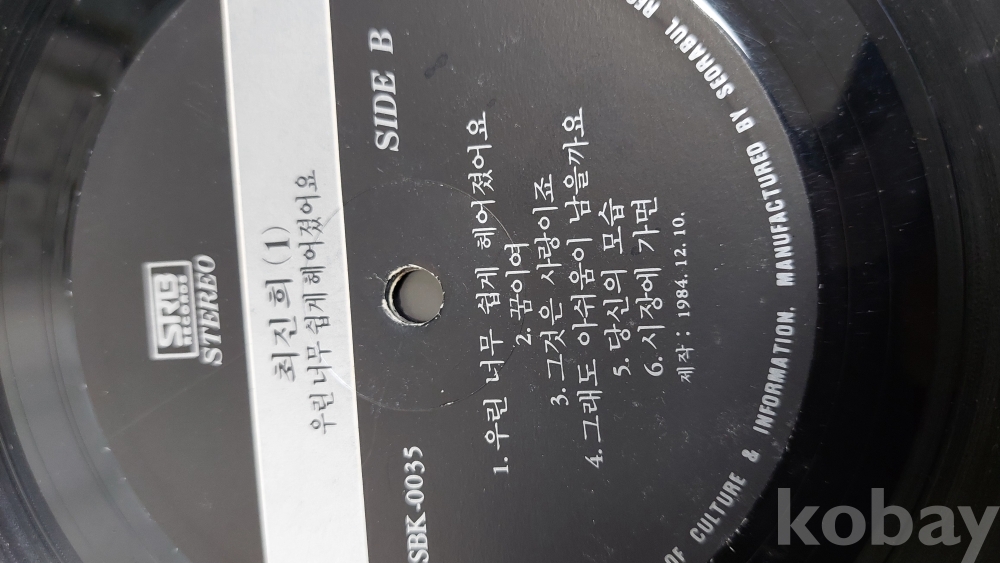 SRB
RECORDS
STEREO
최진희 (1)
우린 너무 쉽게 헤어졌어요
SBK-0035
SIDE B
1. 우린 너무 쉽게 헤어졌어요
2. 꿈이여
3. 그것은 사랑이죠
4. 그래도 아쉬움이 남을까요
5. 당신의 모습
6. 시장에 가면
제작 : 1984. 12. 10.
OF CULTURE & INFORMATION. MANUFACTURED BY SEORABUL
kobay